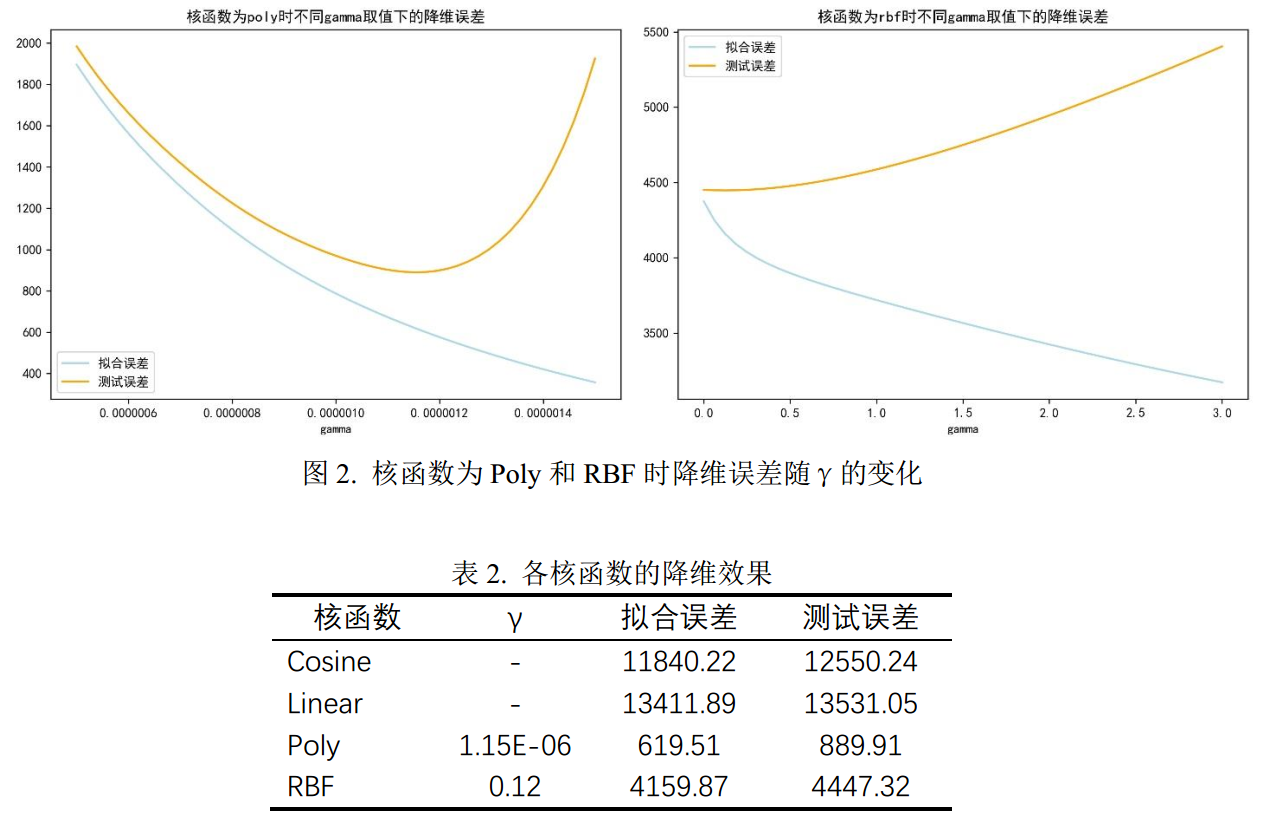 核函数为poly时不同gamma取值下的降维误差
2000
1800
1600
1400
1200
1000
800
600
400
拟合误差
测试误差
0.0000006 0.0000008 0.0000010 0.0000012 0.0000014
gamma
核函数为rbf时不同gamma取值下的降维误差
5500
5000
4500
4000
3500
拟合误差
测试误差
0.0 0.5 1.0 1.5 2.0 2.5 3.0
gamma
图 2. 核函数为 Poly 和 RBF 时降维误差随 γ 的变化
表 2. 各核函数的降维效果
核函数 γ 拟合误差 测试误差
Cosine - 11840.22 12550.24
Linear - 13411.89 13531.05
Poly 1.15E-06 619.51 889.91
RBF 0.12 4159.87 4447.32